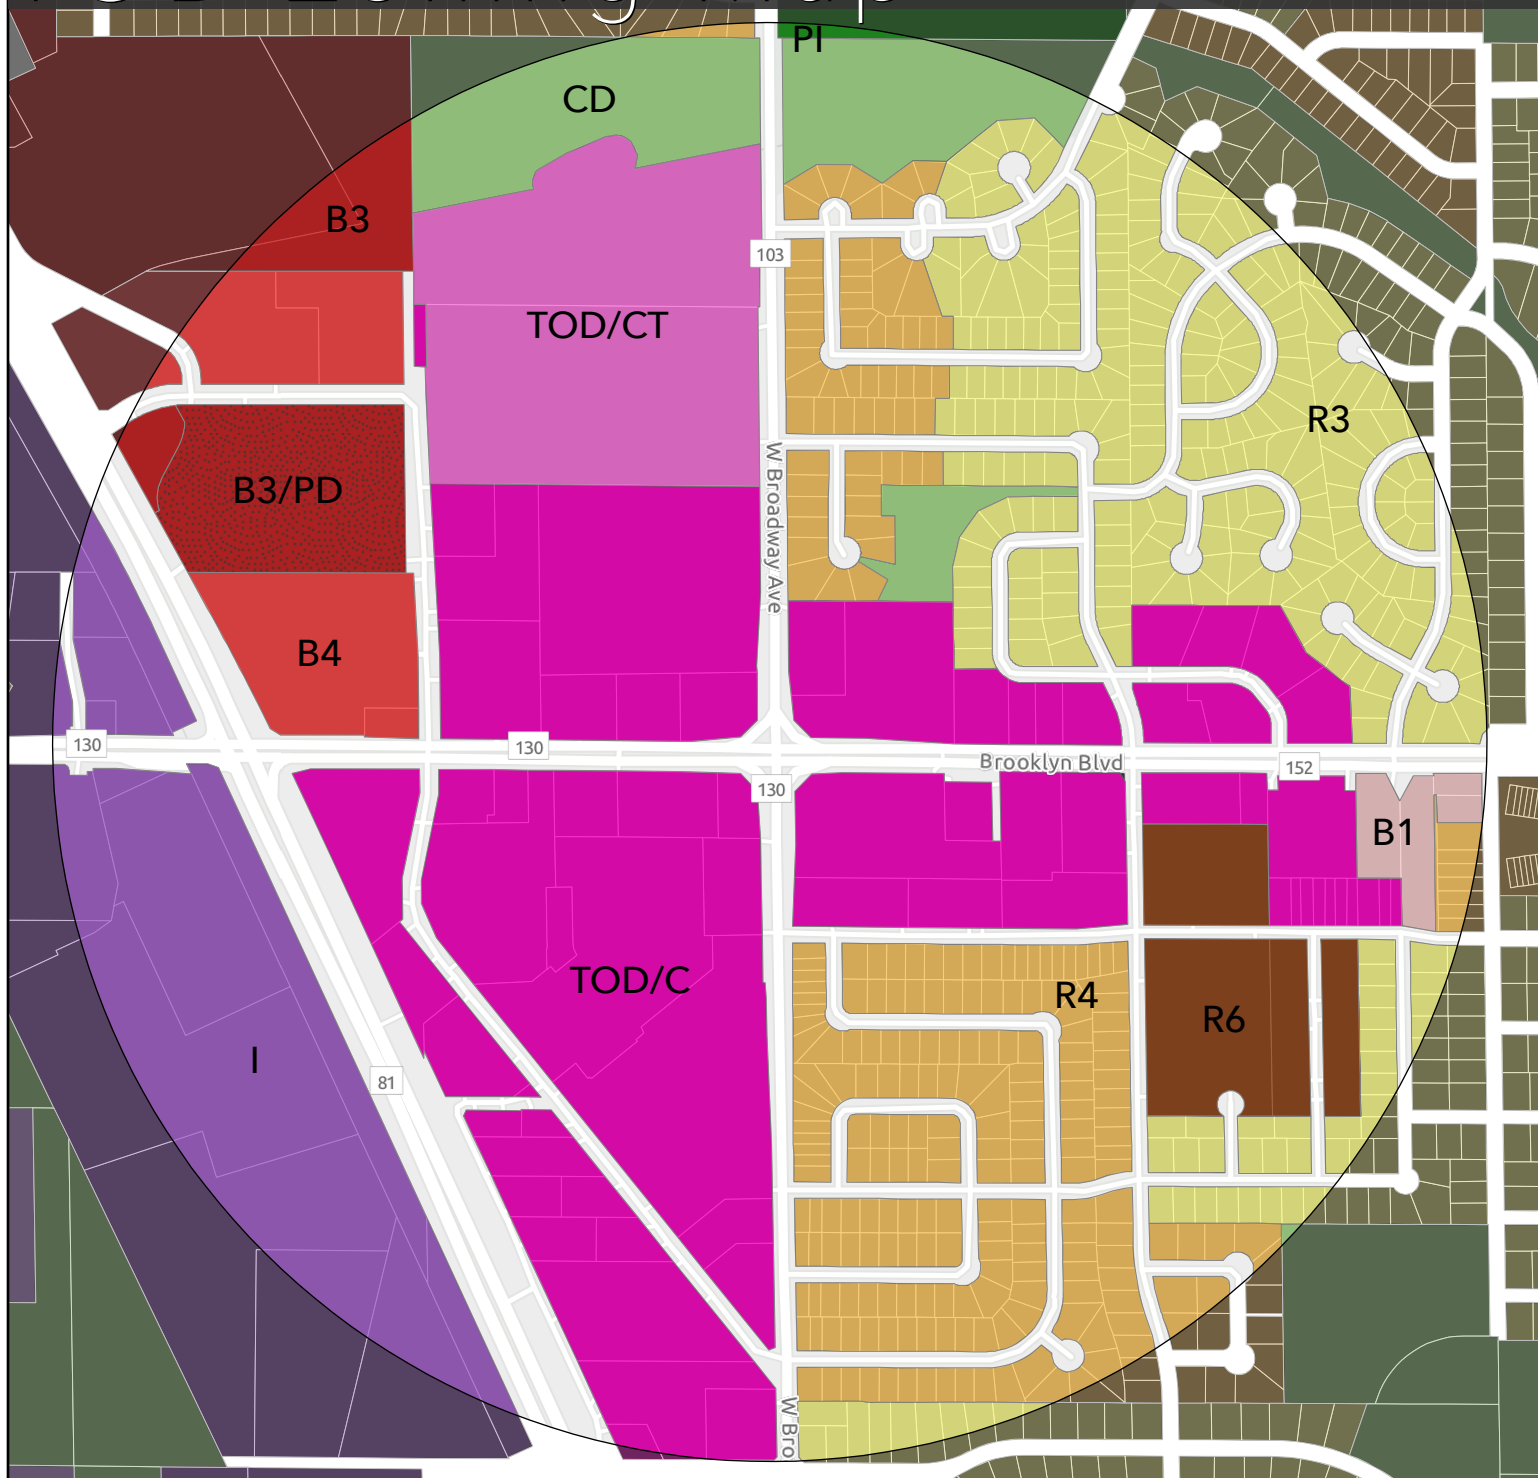 PI
CD
B3
103
TOD/CT
R3
B3/PD
W Broadway Ave
B4
130
130
Brooklyn Blvd
152
130
B1
TOD/C
R4
R6
I
81
W Bro